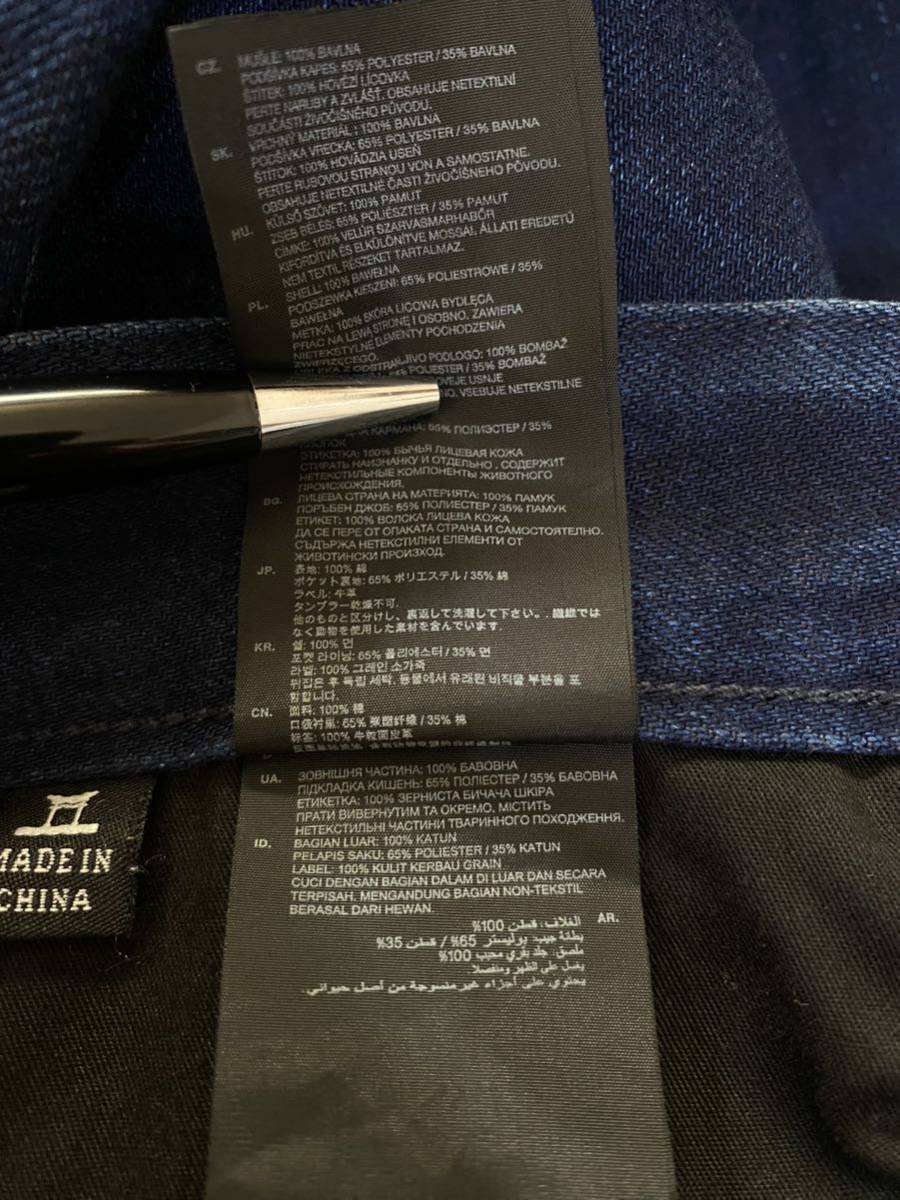 CZ. MUŠLE: 100% BAVLNA
PODŠÍVKA KAPES: 65% POLYESTER / 35% BAVLNA
ŠTÍTEK: 100% HOVĚZÍ LÍCOVKA
PERTE NARUBY A ZVLÁŠŤ. OBSAHUJE NETEXTILNÍ
SOUČÁSTI ŽIVOČIŠNÉHO PŮVODU.
SK. VRCHNÝ MATERIÁL: 100% BAVLNA
PODŠÍVKA VRECKA: 65% POLYESTER / 35% BAVLNA
ŠTÍTOK: 100% HOVÄDZIA USEŇ
PERTE RUBOVOU STRANOU VON A SAMOSTATNE.
OBSAHUJE NETEXTILNÉ ČASTI ŽIVOČÍŠNEHO PÔVODU.
HU. KÜLSŐ SZÖVET: 100% PAMUT
ZSEB BÉLÉS: 65% POLIÉSZTER / 35% PAMUT
CÍMKE: 100% VELÚR SZARVASMARHABŐR
KIFORDÍTVA ÉS ELKÜLÖNÍTVE MOSSA!. ÁLLATI EREDETŰ
NEM TEXTIL RÉSZEKET TARTALMAZ.
PL. SHELL: 100% BAWEŁNA
PODSZEWKA KIESZENI: 65% POLIESTROWE / 35%
BAWEŁNA
METKA: 100% SKÓRA LICOWA BYDLĘCA
PRAC NA LEWĄ STRONĘ I OSOBNO. ZAWIERA
NIETEKSTYLNE ELEMENTY POCHODZENIA
ZWIERZĘCEGO.
PODLOGO: 100% BOMBAŽ
POLIESTER / 35% BOMBAŽ
USNJE
VSEBUJE NETEKSTILNE
КАРМАНА: 65% ПОЛИЭСТЕР / 35%
ХЛОПОК
ЭТИКЕТКА: 100% БЫЧЬЯ ЛИЦЕВАЯ КОЖА
СТИРАТЬ НАИЗНАНКУ И ОТДЕЛЬНО . СОДЕРЖИТ
НЕТЕКСТИЛЬНЫЕ КОМПОНЕНТЫ ЖИВОТНОГО
ПРОИСХОЖДЕНИЯ.
BG. ЛИЦЕВА СТРАНА НА МАТЕРИЯТА: 100% ПАМУК
ПОРЪБЕН ДЖОБ: 65% ПОЛИЕСТЕР / 35% ПАМУК
ЕТИКЕТ: 100% ВОЛСКА ЛИЦЕВА КОЖА
ДА СЕ ПЕРЕ ОТ ОПАКАТА СТРАНА И САМОСТОЯТЕЛНО.
СЪДЪРЖА НЕТЕКСТИЛНИ ЕЛЕМЕНТИ ОТ
ЖИВОТИНСКИ ПРОИЗХОД.
JP. 表地: 100% 綿
ポケット裏地: 65% ポリエステル / 35% 綿
ラベル: 牛革
タンブラー乾燥不可.
他のものと区分けし、裏返して洗濯して下さい。. 繊維では
なく動物を使用した素材を含んでいます.
KR. 쉘: 100% 면
포켓 라이닝: 65% 폴리에스터 / 35% 면
라벨: 100% 그레인 소가죽
뒤집은 후 독립 세탁. 동물에서 유래된 비직물 부분을 포
함합니다.
CN. 面料: 100% 棉
口袋衬里: 65% 聚酯纤维 / 35% 棉
标签: 100% 牛粒面皮革
UA. ЗОВНІШНЯ ЧАСТИНА: 100% БАВОВНА
ПІДКЛАДКА КИШЕНЬ: 65% ПОЛІЕСТЕР / 35% БАВОВНА
ЕТИКЕТКА: 100% ЗЕРНИСТА БИЧАЧА ШКІРА
ПРАТИ ВИВЕРНУТИМ ТА ОКРЕМО. МІСТИТЬ
НЕТЕКСТИЛЬНІ ЧАСТИНИ ТВАРИННОГО ПОХОДЖЕННЯ.
ID. BAGIAN LUAR: 100% KATUN
PELAPIS SAKU: 65% POLIESTER / 35% KATUN
LABEL: 100% KULIT KERBAU GRAIN
CUCI DENGAN BAGIAN DALAM DI LUAR DAN SECARA
TERPISAH. MENGANDUNG BAGIAN NON-TEKSTIL
BERASAL DARI HEWAN.
AR. الغلاف: قطن 100%
بطانة جيب: بوليستر 65% / قطن 35%
ملصق: جلد بقري محبب 100%
يغسل على الظهر ومنفصلا.
يحتوي على أجزاء غير منسوجة من أصل حيواني.
MADE IN
CHINA